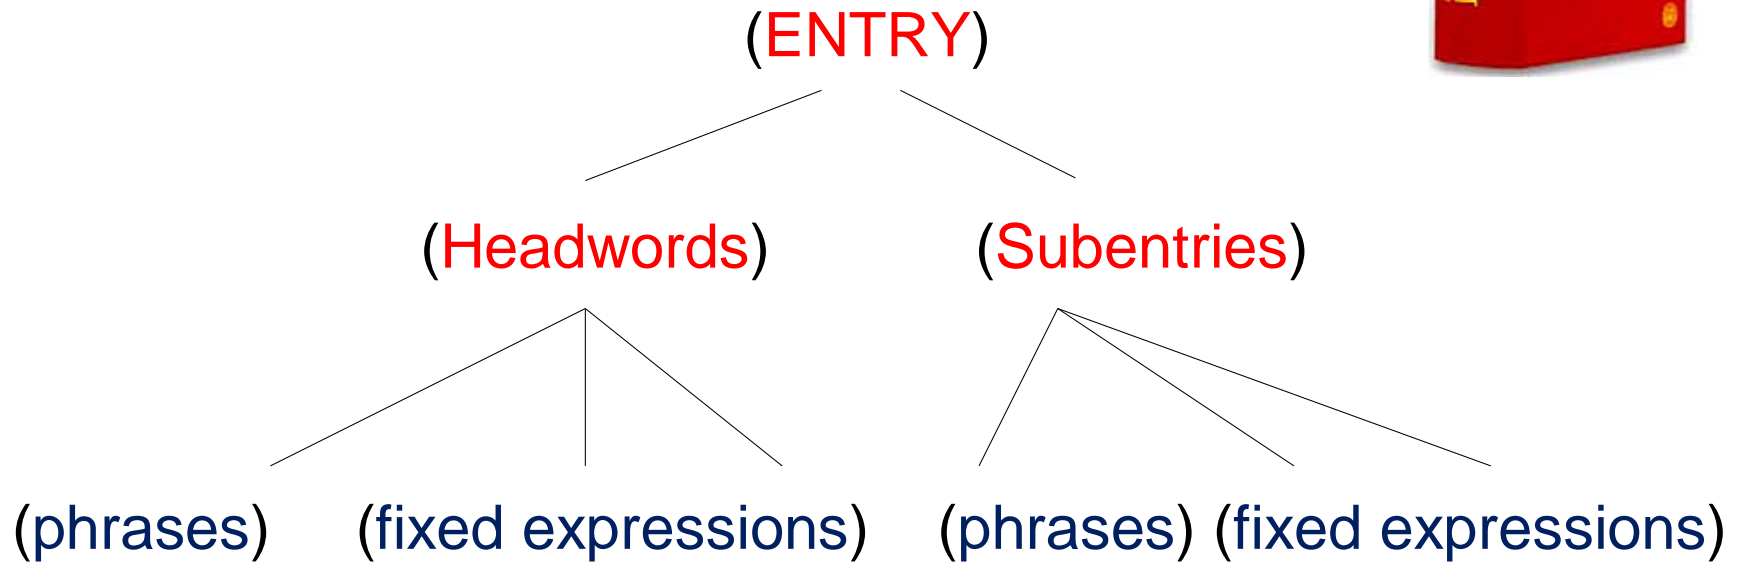 (ENTRY)
(Headwords) (Subentries)
(phrases) (fixed expressions) (phrases) (fixed expressions)